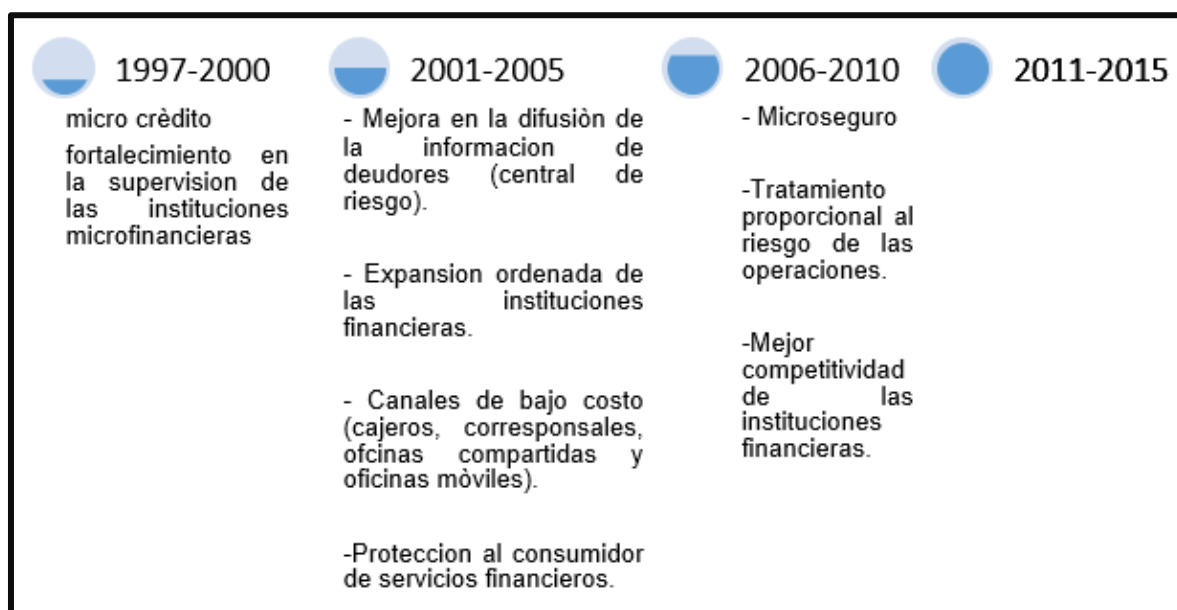 1997-2000
micro crèdito
fortalecimiento en
la supervision de
las instituciones
microfinancieras
2001-2005
- Mejora en la difusiòn de
la informacion de
deudores (central de
riesgo).
- Expansion ordenada de
las instituciones
financieras.
- Canales de bajo costo
(cajeros, corresponsales,
ofcinas compartidas y
oficinas mòviles).
-Proteccion al consumidor
de servicios financieros.
2006-2010
- Microseguro
-Tratamiento
proporcional al
riesgo de las
operaciones.
-Mejor
competitividad
de las
instituciones
financieras.
2011-2015